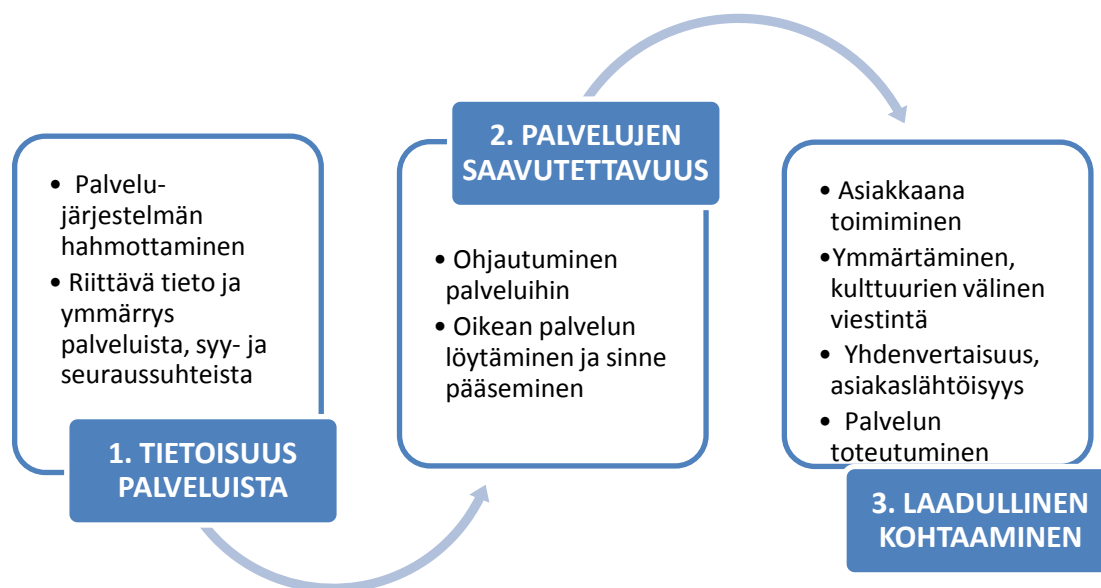 • Palvelu-
järjestelmän
hahmottaminen
• Riittävä tieto ja
ymmärrys
palveluista, syy- ja
seuraussuhteista
1. TIETOISUUS
PALVELUISTA
2. PALVELUJEN
SAAVUTETTAVUUS
• Ohjautuminen
palveluihin
• Oikean palvelun
löytäminen ja sinne
pääseminen
• Asiakkaana
toimiminen
•Ymmärtäminen,
kulttuurien välinen
viestintä
• Yhdenvertaisuus,
asiakaslähtöisyys
• Palvelun
toteutuminen
3. LAADULLINEN
KOHTAAMINEN